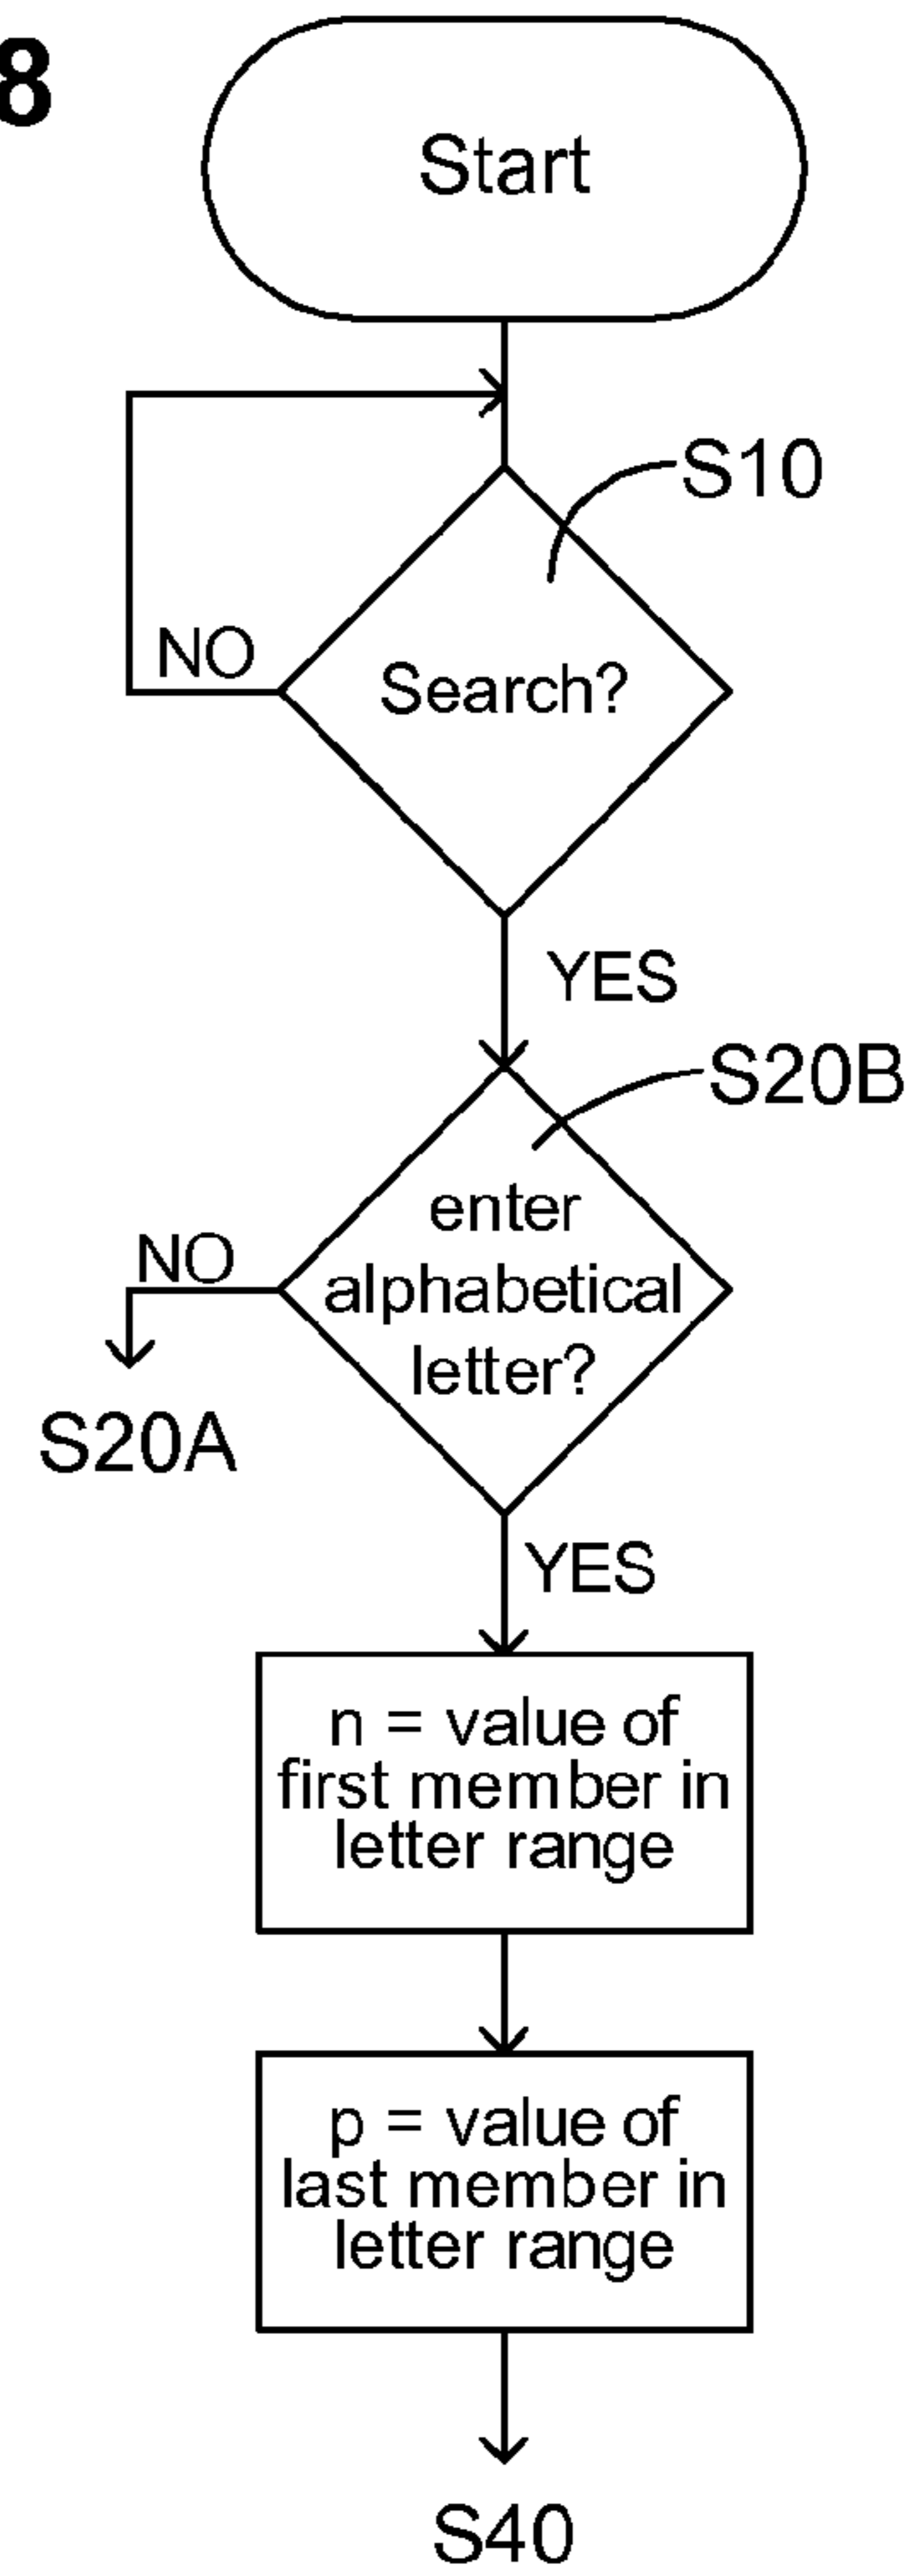 8
Start
S10
NO
Search?
YES
S20B
enter
NO
alphabetical
letter?
S20A
YES
n = value of
first member in
letter range
p = value of
last member in
letter range
S40